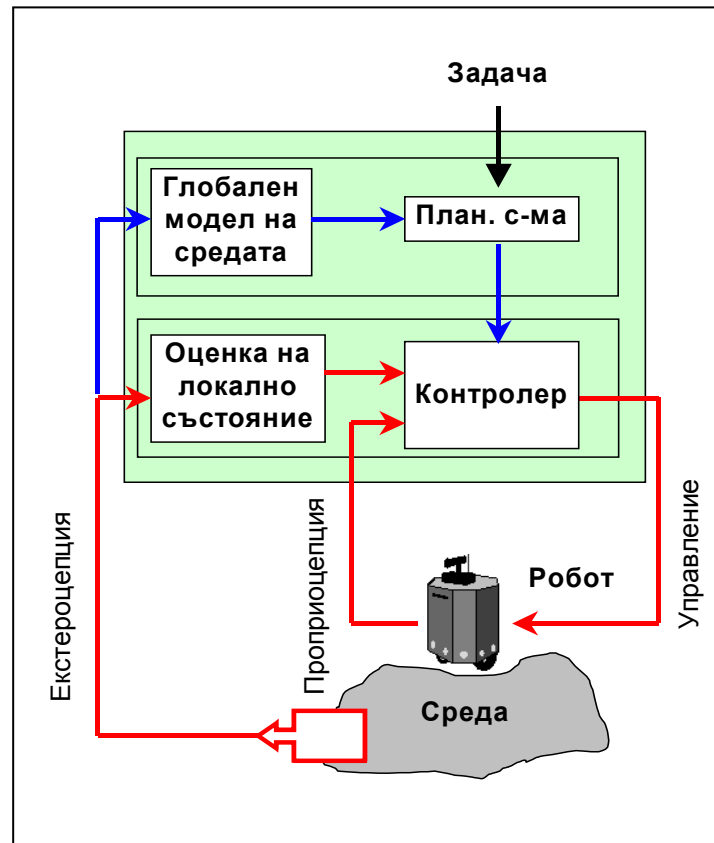 Задача
Глобален
модел на
средата
План. с-ма
Оценка на
локално
състояние
Контролер
Екстероцепция
Проприоцепция
Управление
Робот
Среда